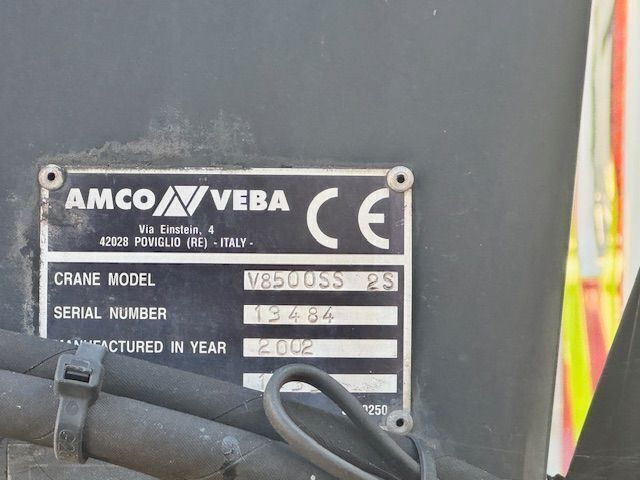 AMCO VEBA CE
Via Einstein, 4
42028 POVIGLIO (RE) - ITALY -
CRANE MODEL V8500SS 2S
SERIAL NUMBER 13484
MANUFACTURED IN YEAR 2002